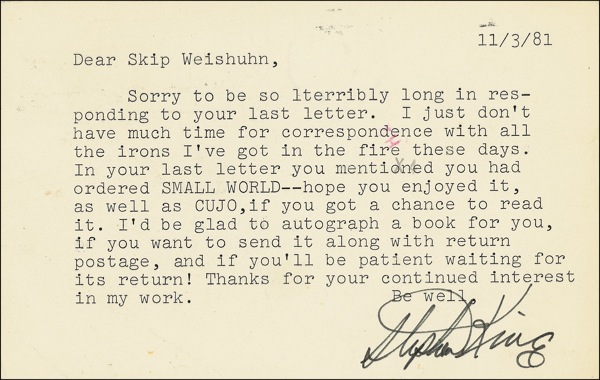 11/3/81
Dear Skip Weishuhn,
Sorry to be so lterribly long in res-
ponding to your last letter. I just don't
have much time for correspondence with all
the irons I've got in the fire these days.
In your last letter you mentioned you had
ordered SMALL WORLD--hope you enjoyed it,
as well as CUJO,if you got a chance to read
it. I'd be glad to autograph a book for you,
if you want to send it along with return
postage, and if you'll be patient waiting for
its return! Thanks for your continued interest
in my work. Be well
Stephen King